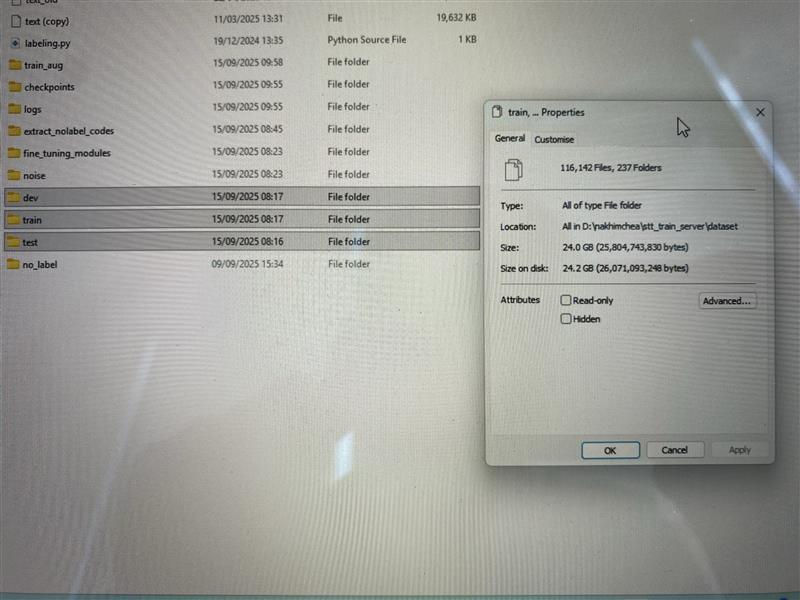 text_old
text (copy) 11/03/2025 13:31 File 19,632 KB
labeling.py 19/12/2024 13:35 Python Source File 1 KB
train_aug 15/09/2025 09:58 File folder
checkpoints 15/09/2025 09:55 File folder
logs 15/09/2025 09:55 File folder
extract_nolabel_codes 15/09/2025 08:45 File folder
fine_tuning_modules 15/09/2025 08:23 File folder
noise 15/09/2025 08:23 File folder
dev 15/09/2025 08:17 File folder
train 15/09/2025 08:17 File folder
test 15/09/2025 08:16 File folder
no_label 09/09/2025 15:34 File folder
train, ... Properties
General Customise
116,142 Files, 237 Folders
Type: All of type File folder
Location: All in D:\nakhimchea\stt_train_server\dataset
Size: 24.0 GB (25,804,743,830 bytes)
Size on disk: 24.2 GB (26,071,093,248 bytes)
Attributes Read-only Advanced...
Hidden
OK Cancel Apply